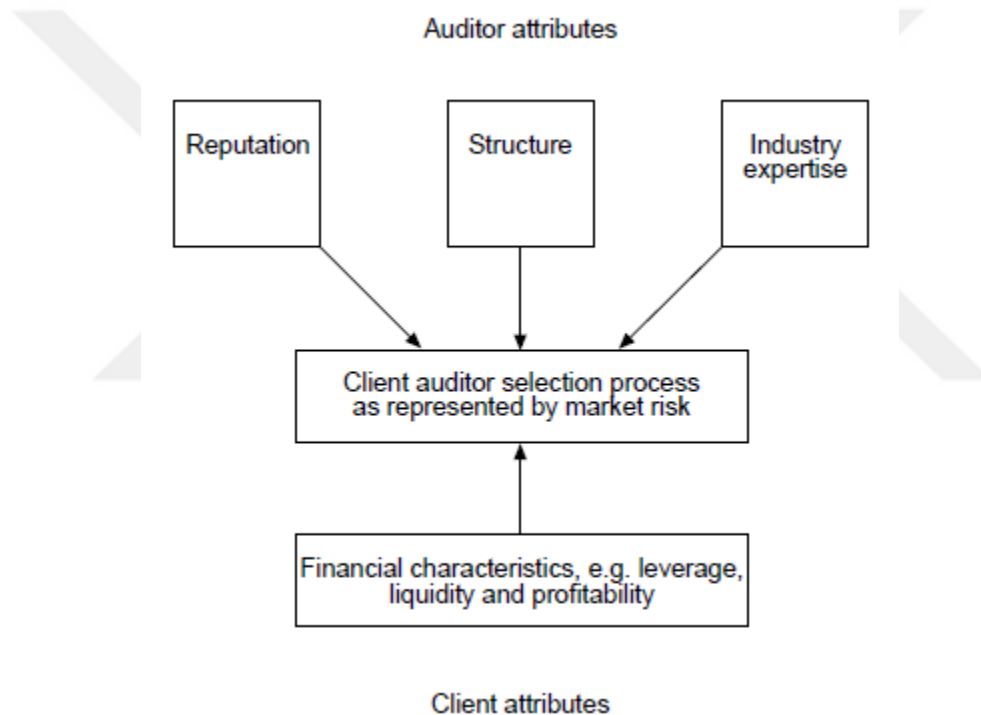 Auditor attributes
Reputation
Structure
Industry
expertise
Client auditor selection process
as represented by market risk
Financial characteristics, e.g. leverage,
liquidity and profitability
Client attributes